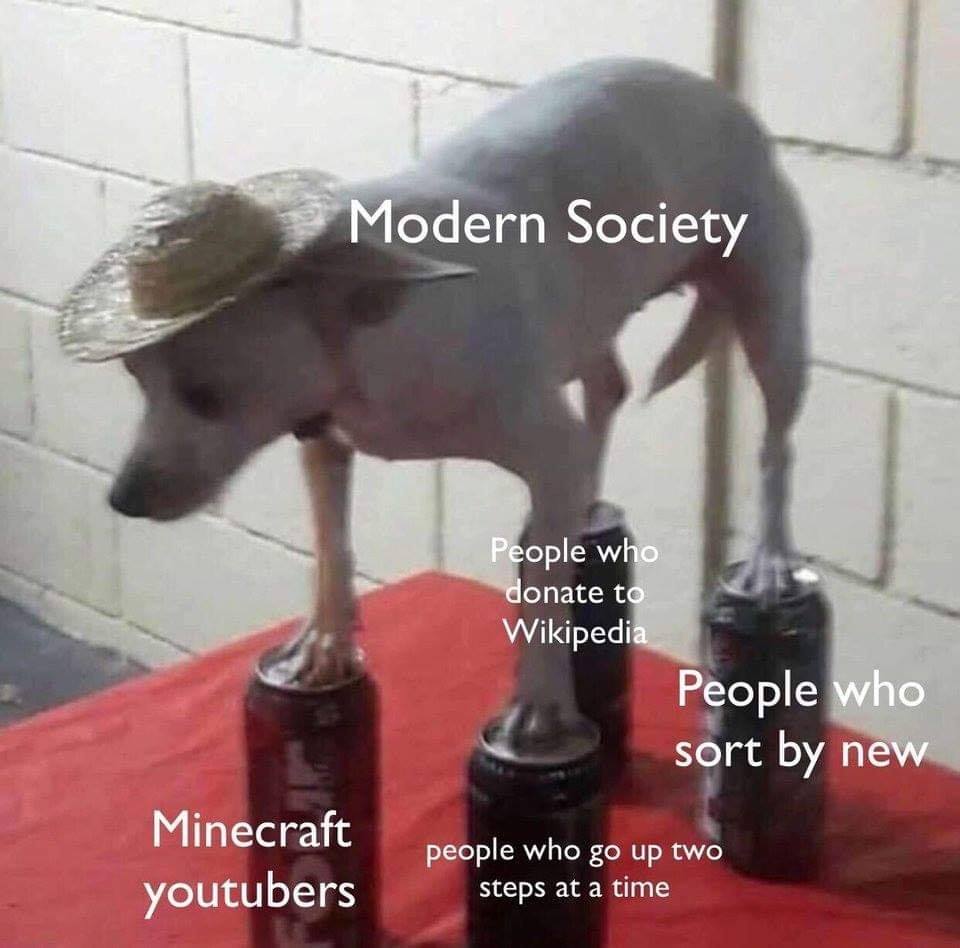 Modern Society
People who
donate to
Wikipedia
People who
sort by new
Minecraft
youtubers
people who go up two
steps at a time